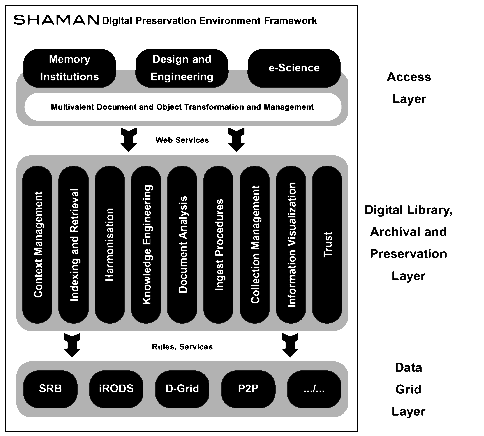 SHAMAN Digital Preservation Environment Framework
Memory
Institutions
Design and
Engineering
e-Science
Multivalent Document and Object Transformation and Management
Access
Layer
Web Services
Context Management
Indexing and Retrieval
Harmonisation
Knowledge Engineering
Document Analysis
Ingest Procedures
Collection Management
Information Visualization
Trust
Digital Library,
Archival and
Preservation
Layer
Rules, Services
SRB
iRODS
D-Grid
P2P
.../...
Data
Grid
Layer